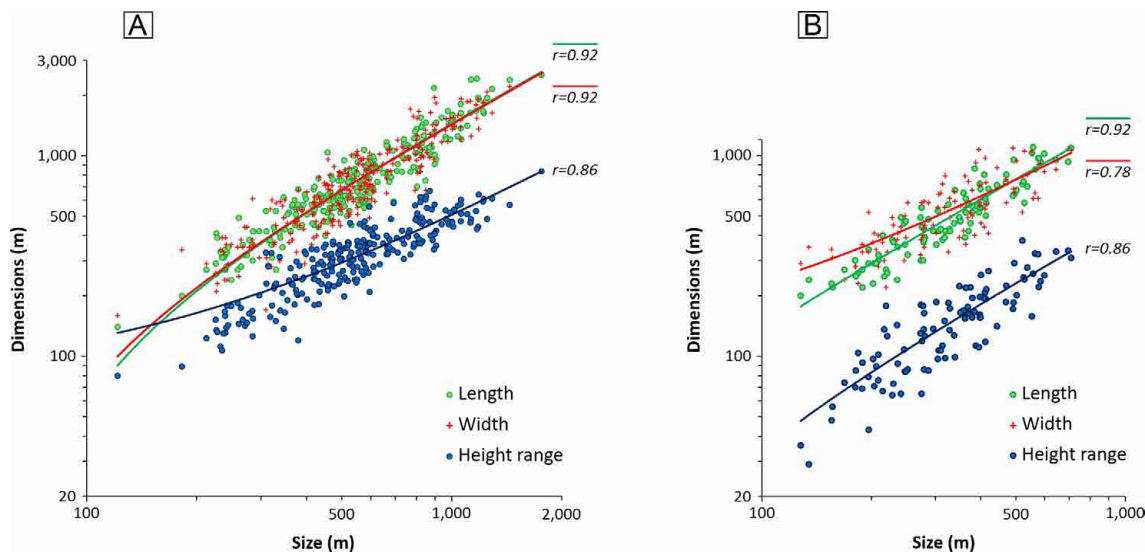 A
3,000
1,000
500
100
20
Dimensions (m)
100
500
1,000
2,000
Size (m)
r=0.92
r=0.92
r=0.86
Length
Width
Height range
B
1,000
500
100
20
Dimensions (m)
100
500
1,000
Size (m)
r=0.92
r=0.78
r=0.86
Length
Width
Height range